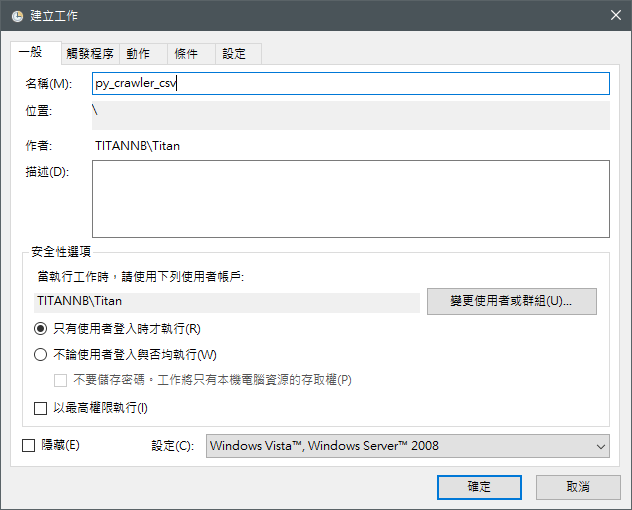 建立工作
一般 觸發程序 動作 條件 設定
名稱(M): py_crawler_csv
位置: \
作者: TITANNB\Titan
描述(D):
安全性選項
當執行工作時，請使用下列使用者帳戶:
TITANNB\Titan 變更使用者或群組(U)...
只有使用者登入時才執行(R)
不論使用者登入與否均執行(W)
不要儲存密碼。工作將只有本機電腦資源的存取權(P)
以最高權限執行(I)
隱藏(E) 設定(C): Windows Vista™, Windows Server™ 2008
確定 取消